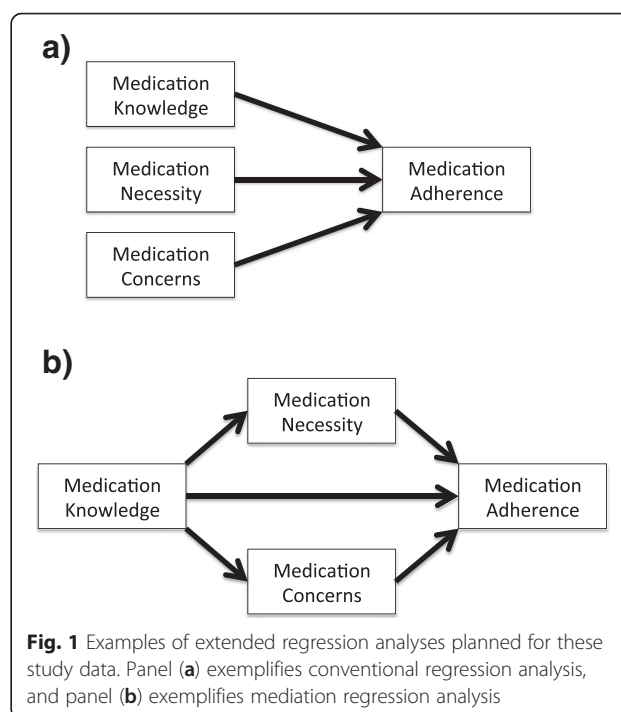 a)
Medication
Knowledge
Medication
Necessity
Medication
Adherence
Medication
Concerns
b)
Medication
Necessity
Medication
Knowledge
Medication
Adherence
Medication
Concerns
Fig. 1 Examples of extended regression analyses planned for these
study data. Panel (a) exemplifies conventional regression analysis,
and panel (b) exemplifies mediation regression analysis